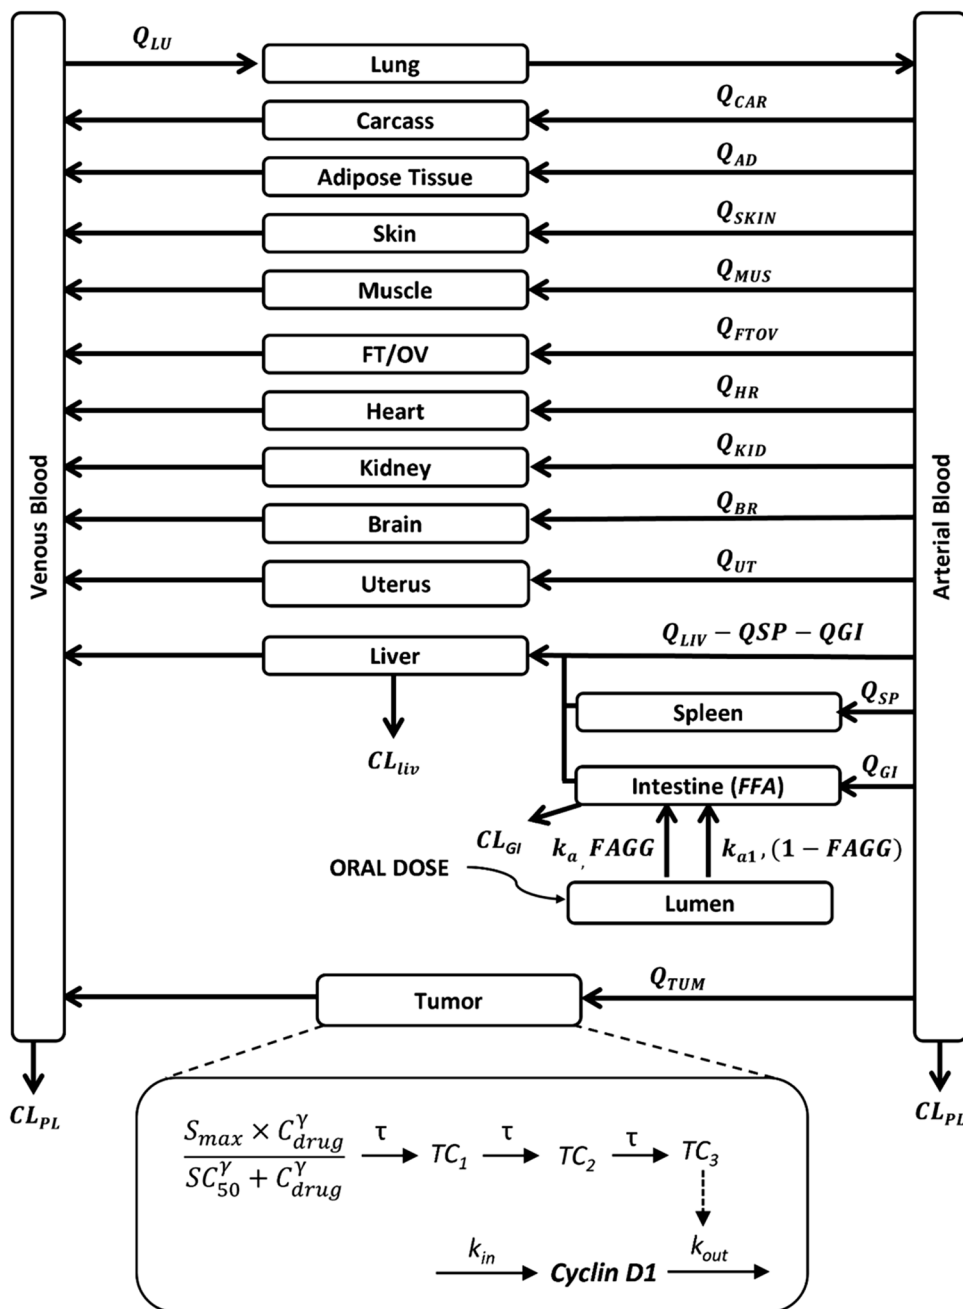 Q_LU
Lung
Q_CAR
Carcass
Q_AD
Adipose Tissue
Q_SKIN
Skin
Q_MUS
Muscle
Q_FTOV
FT/OV
Q_HR
Heart
Q_KID
Kidney
Q_BR
Brain
Q_UT
Uterus
Venous Blood
Arterial Blood
Q_LIV − QSP − QGI
Liver
Q_SP
Spleen
CL_liv
Q_GI
Intestine (FFA)
CL_GI
k_a, FAGG
k_a1, (1 − FAGG)
ORAL DOSE
Lumen
Q_TUM
Tumor
CL_PL
CL_PL
S_max × C_drug^γ
SC_50^γ + C_drug^γ
τ
TC_1
τ
TC_2
τ
TC_3
k_in
Cyclin D1
k_out